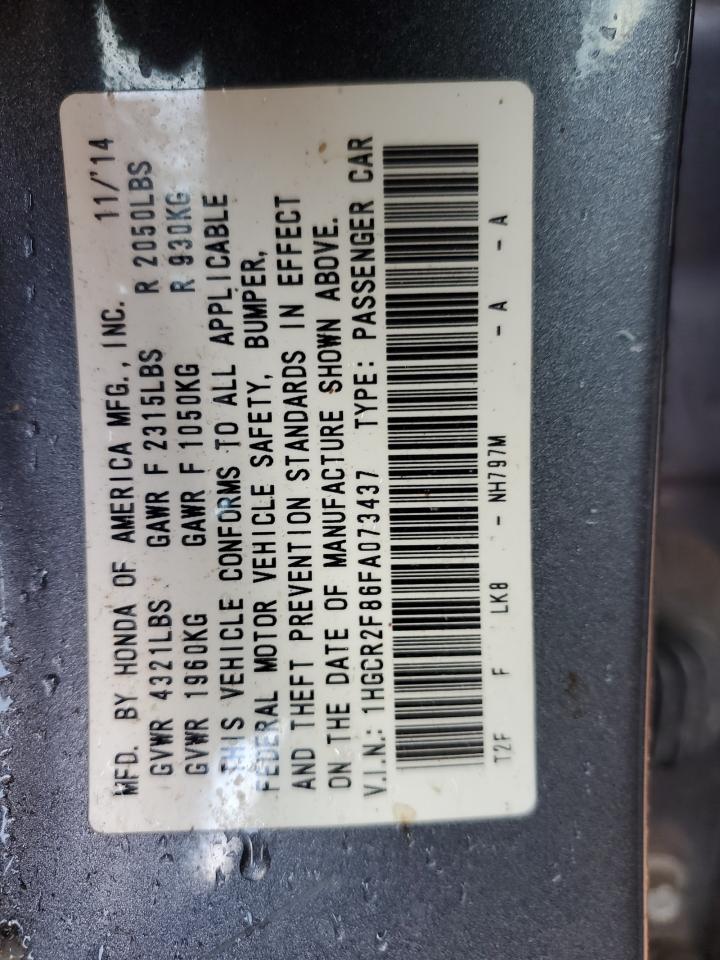 MFD. BY HONDA OF AMERICA MFG., INC. 11/'14
GVWR 4321LBS GAWR F 2315LBS R 2050LBS
GVWR 1960KG GAWR F 1050KG R 930KG
THIS VEHICLE CONFORMS TO ALL APPLICABLE
FEDERAL MOTOR VEHICLE SAFETY, BUMPER,
AND THEFT PREVENTION STANDARDS IN EFFECT
ON THE DATE OF MANUFACTURE SHOWN ABOVE.
V.I.N.: 1HGCR2F86FA073437 TYPE: PASSENGER CAR
T2F F LK8 - NH797M - A - A